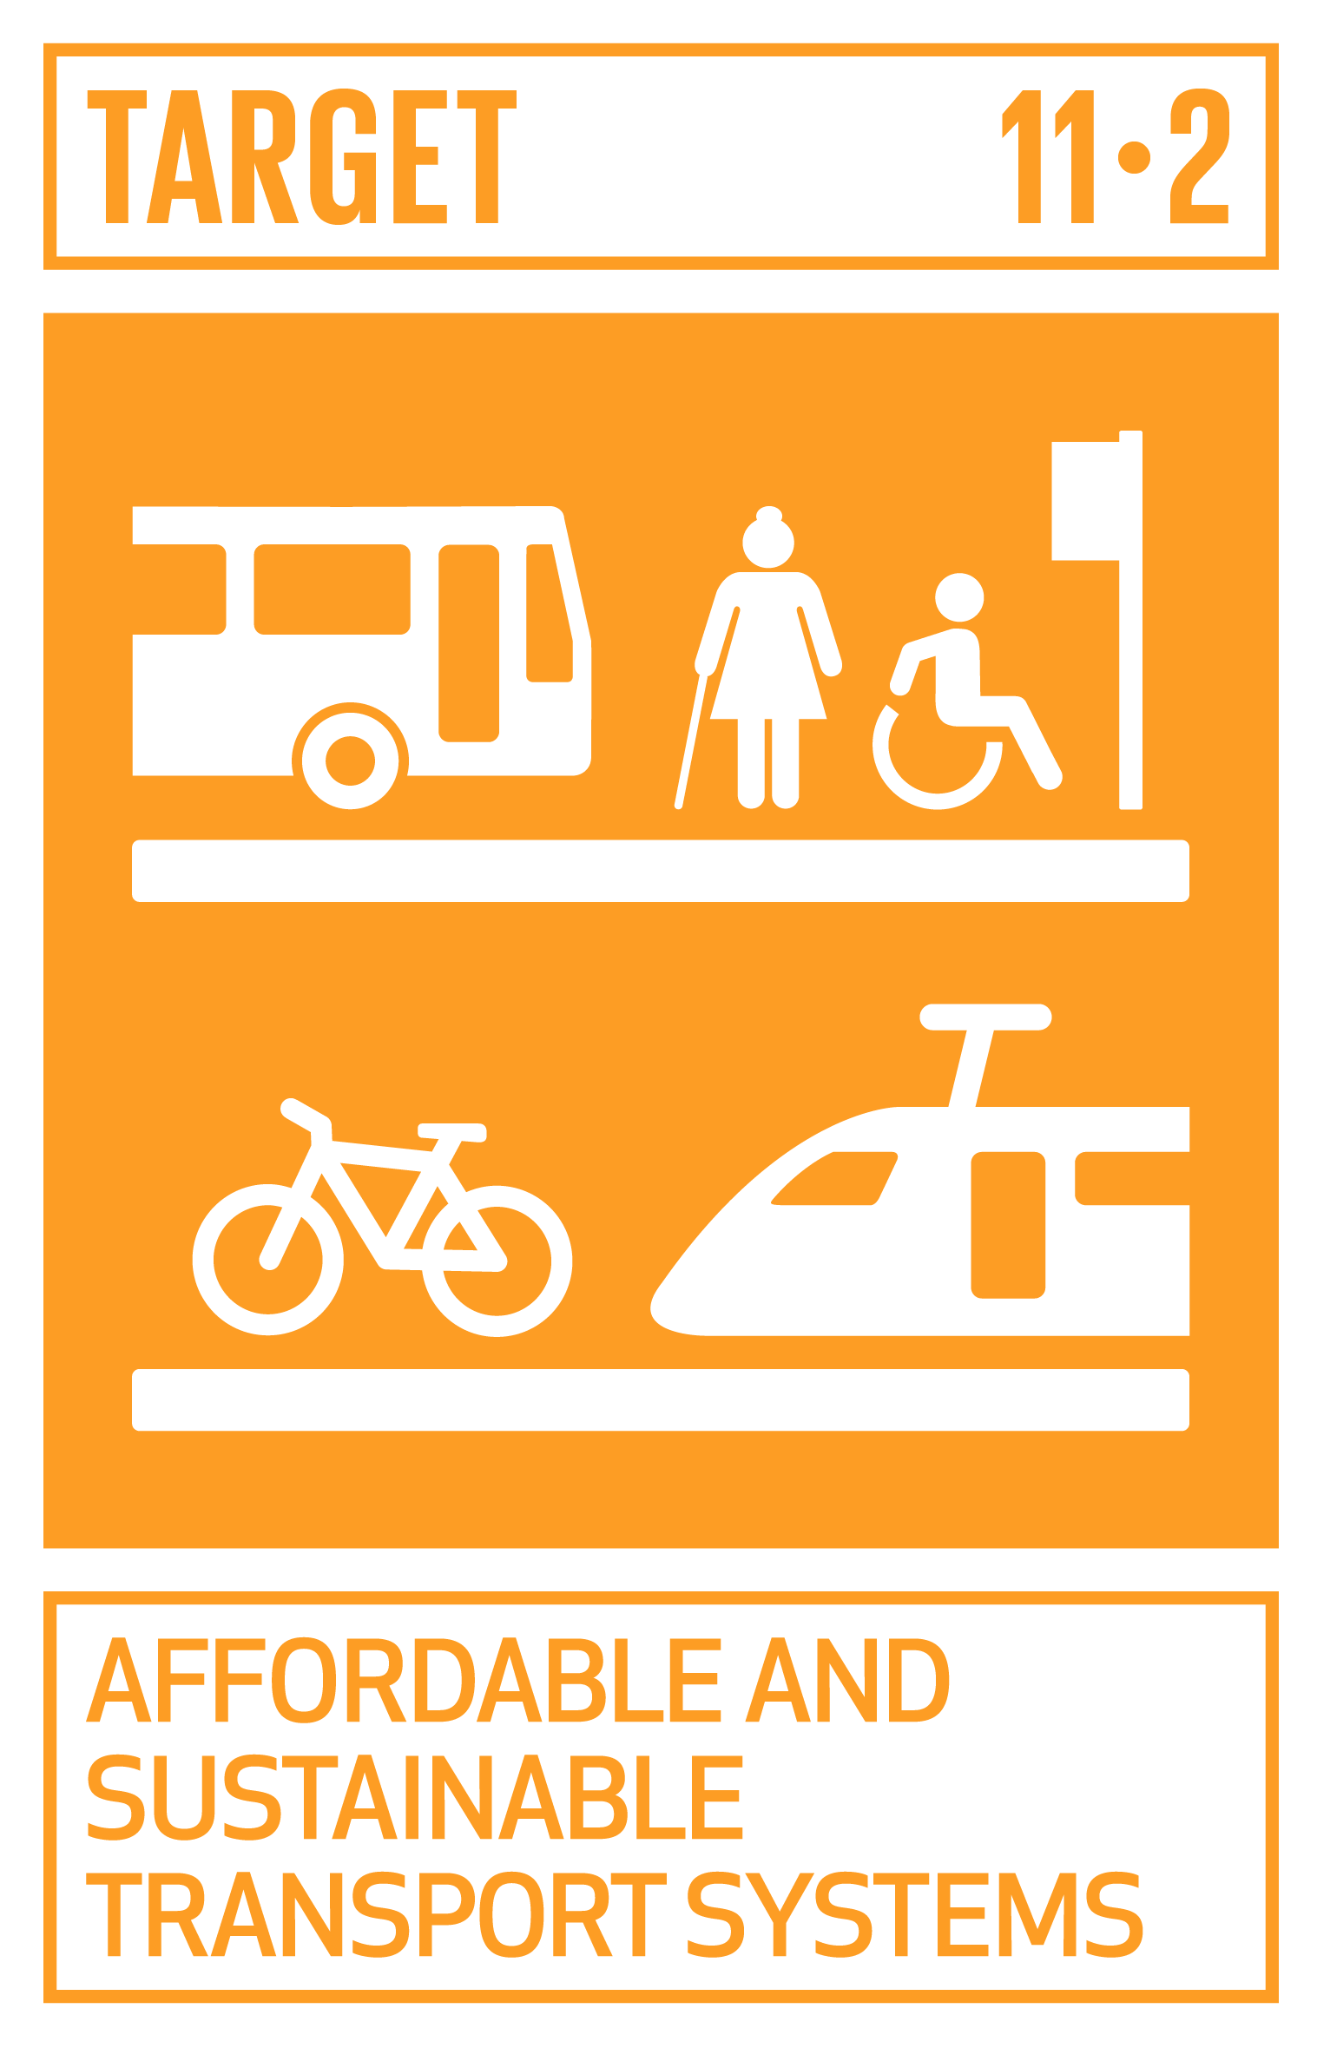 TARGET 11·2
AFFORDABLE AND
SUSTAINABLE
TRANSPORT SYSTEMS